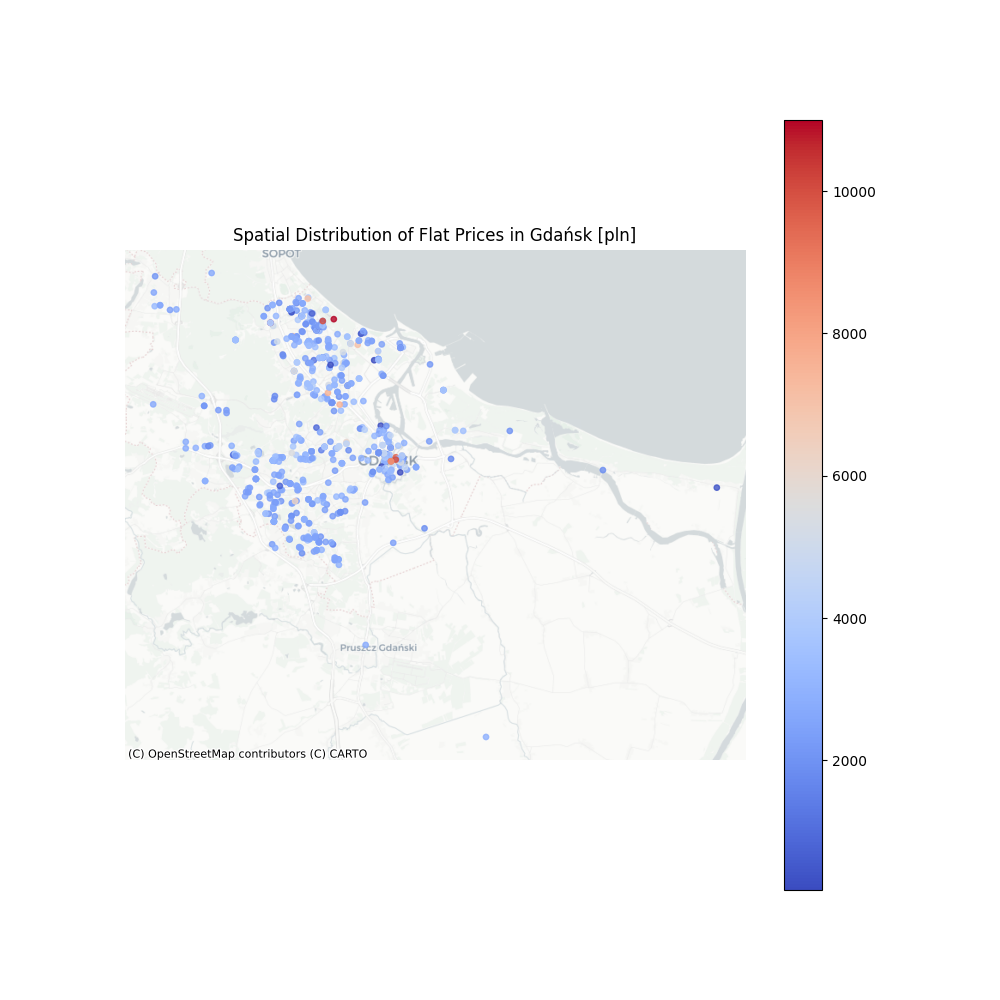 Spatial Distribution of Flat Prices in Gdańsk [pln]
SOPOT
GDAŃSK
Pruszcz Gdański
(C) OpenStreetMap contributors (C) CARTO
10000
8000
6000
4000
2000